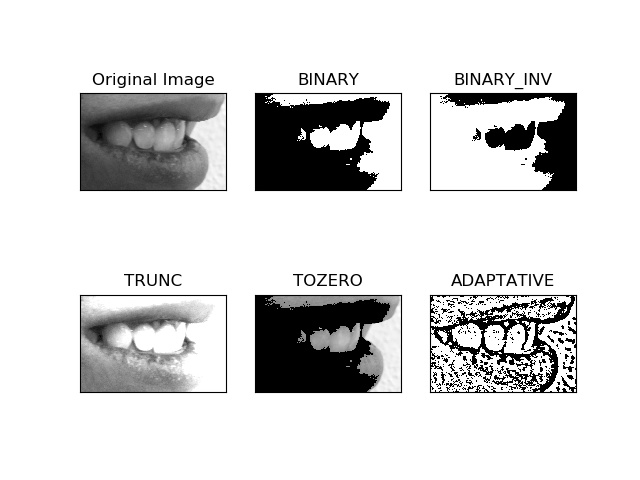 Original Image
BINARY
BINARY_INV
TRUNC
TOZERO
ADAPTATIVE